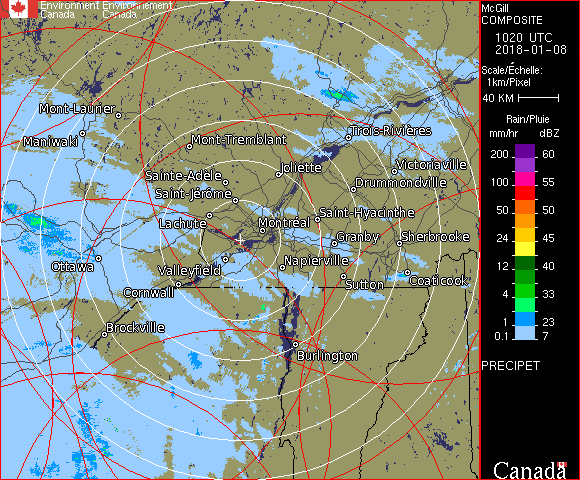 Environment Environnement
Canada Canada
McGill
COMPOSITE
1020 UTC
2018-01-08
Scale/Échelle:
1km/Pixel
40 KM
Rain/Pluie
mm/hr dBZ
200 60
100 55
50 50
24 45
12 40
4 33
1 23
0.1 7
PRECIPET
Canada
Mont-Laurier
Maniwaki
Mont-Tremblant
Trois-Rivières
Joliette
Victoriaville
Sainte-Adèle
Drummondville
Saint-Jérôme
Saint-Hyacinthe
Lachute
Montréal
Granby
Sherbrooke
Ottawa
Valleyfield
Napierville
Cornwall
Sutton
Coaticook
Brockville
Burlington